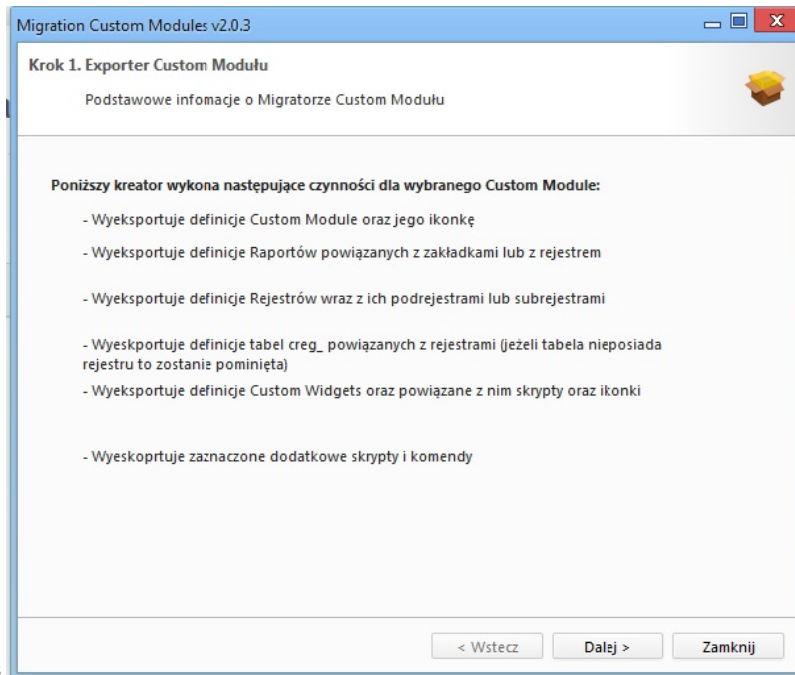 Migration Custom Modules v2.0.3
Krok 1. Exporter Custom Modułu
Podstawowe infomacje o Migratorze Custom Modułu
Poniższy kreator wykona następujące czynności dla wybranego Custom Module:
- Wyeksportuje definicje Custom Module oraz jego ikonkę
- Wyeksportuje definicje Raportów powiązanych z zakładkami lub z rejestrem
- Wyeksportuje definicje Rejestrów wraz z ich podrejestrami lub subrejestrami
- Wyeskportuje definicje tabel creg_ powiązanych z rejestrami (jeżeli tabela nieposiada
rejestru to zostanie pominięta)
- Wyeksportuje definicje Custom Widgets oraz powiązane z nim skrypty oraz ikonki
- Wyeskoprtuje zaznaczone dodatkowe skrypty i komendy
< Wstecz
Dalej >
Zamknij